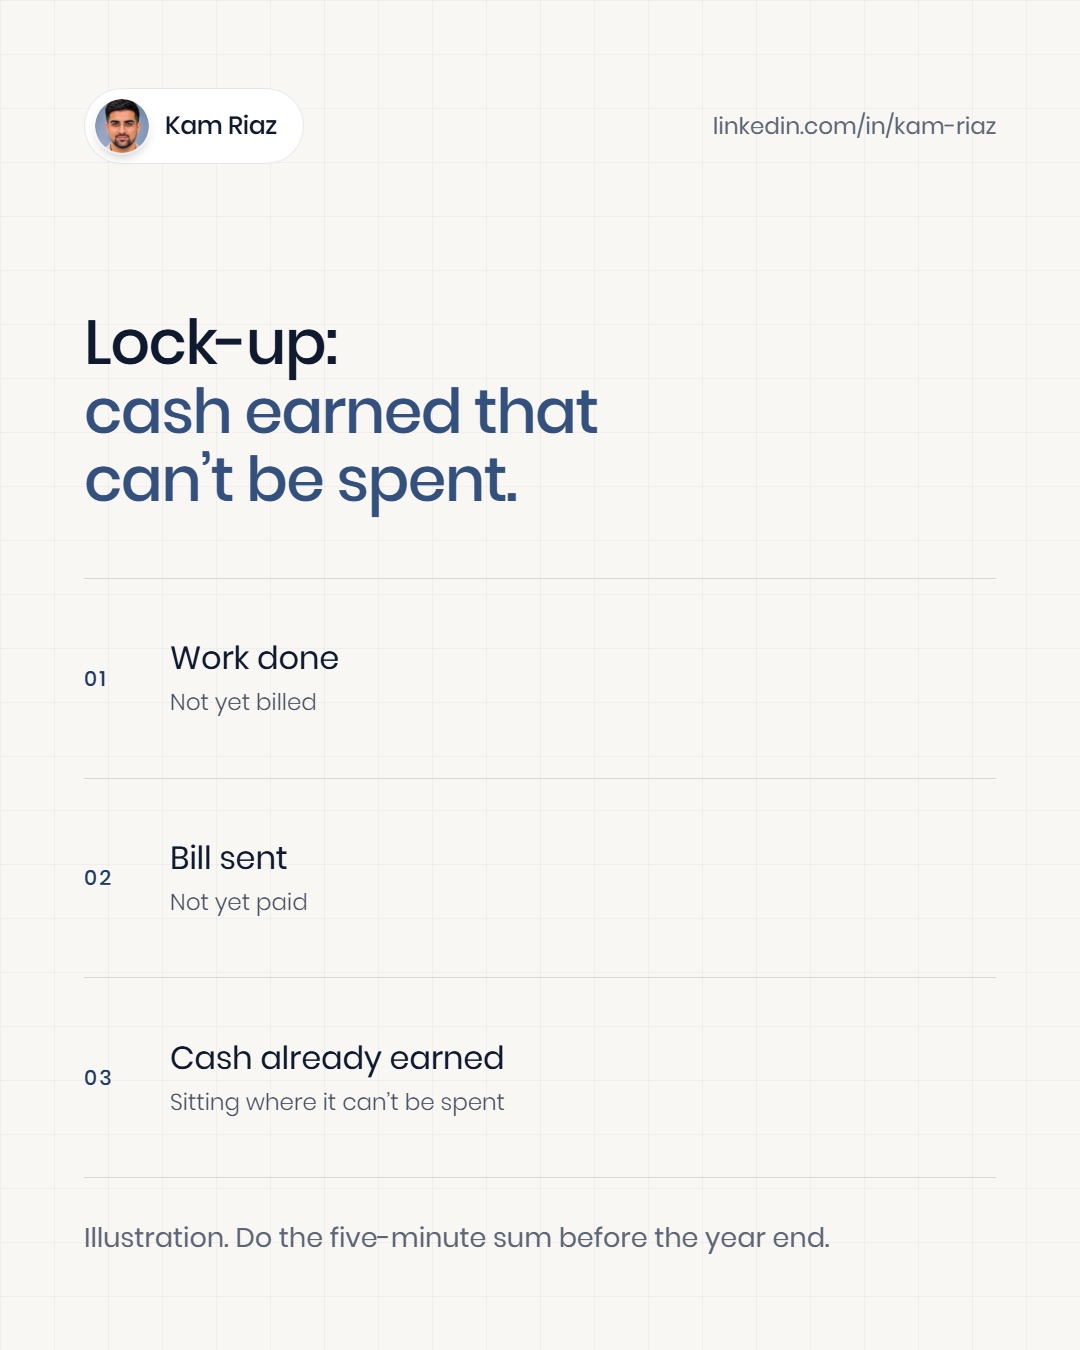 Kam Riaz
linkedin.com/in/kam-riaz
Lock-up:
cash earned that
can’t be spent.
01
Work done
Not yet billed
02
Bill sent
Not yet paid
03
Cash already earned
Sitting where it can’t be spent
Illustration. Do the five-minute sum before the year end.